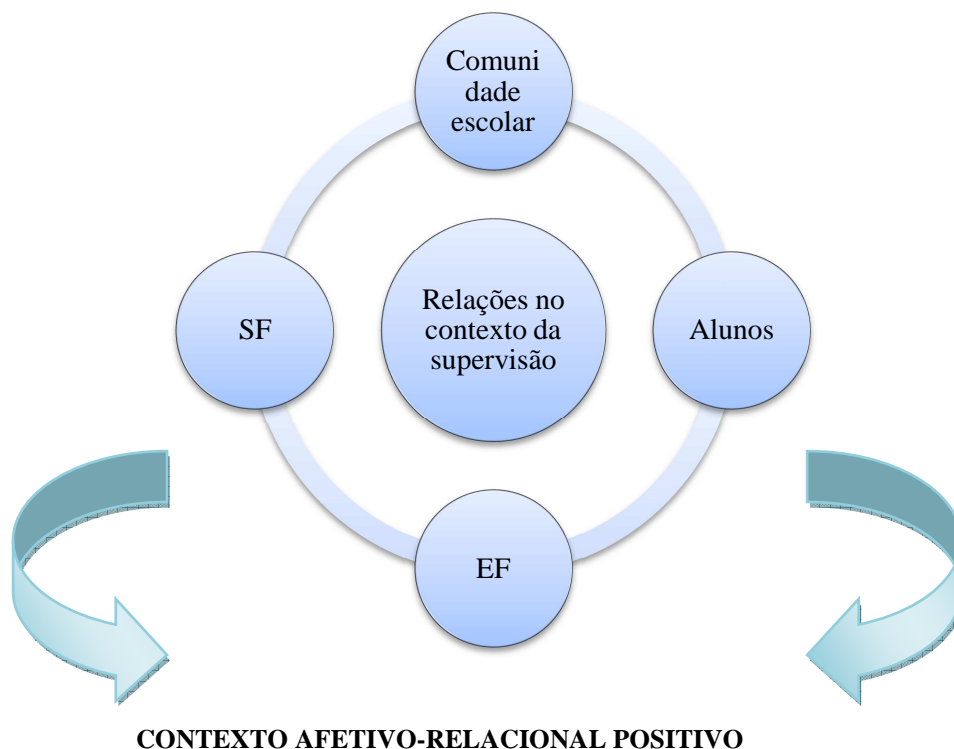 Comuni
dade
escolar
SF
Relações no
contexto da
supervisão
Alunos
EF
CONTEXTO AFETIVO-RELACIONAL POSITIVO